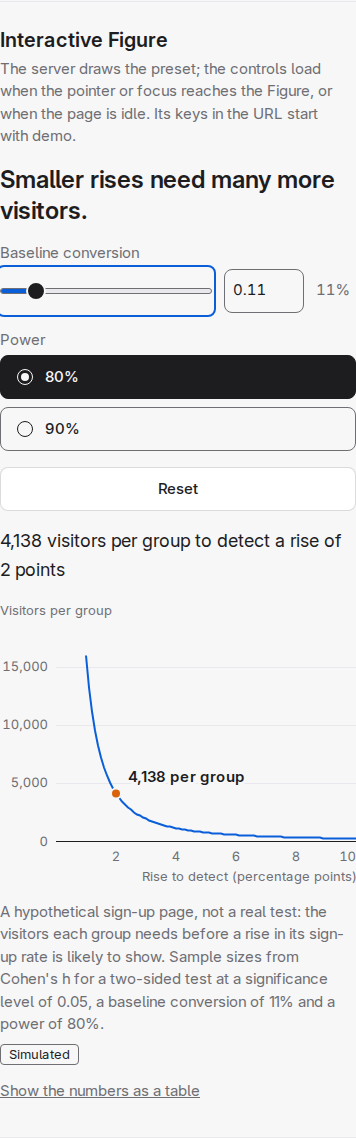 Interactive Figure
The server draws the preset; the controls load
when the pointer or focus reaches the Figure, or
when the page is idle. Its keys in the URL start
with demo.
Smaller rises need many more
visitors.
Baseline conversion
0.11 11%
Power
80%
90%
Reset
4,138 visitors per group to detect a rise of
2 points
Visitors per group
15,000
10,000
4,138 per group
5,000
0
2 4 6 8 10
Rise to detect (percentage points)
A hypothetical sign-up page, not a real test: the
visitors each group needs before a rise in its sign-
up rate is likely to show. Sample sizes from
Cohen's h for a two-sided test at a significance
level of 0.05, a baseline conversion of 11% and a
power of 80%.
Simulated
Show the numbers as a table